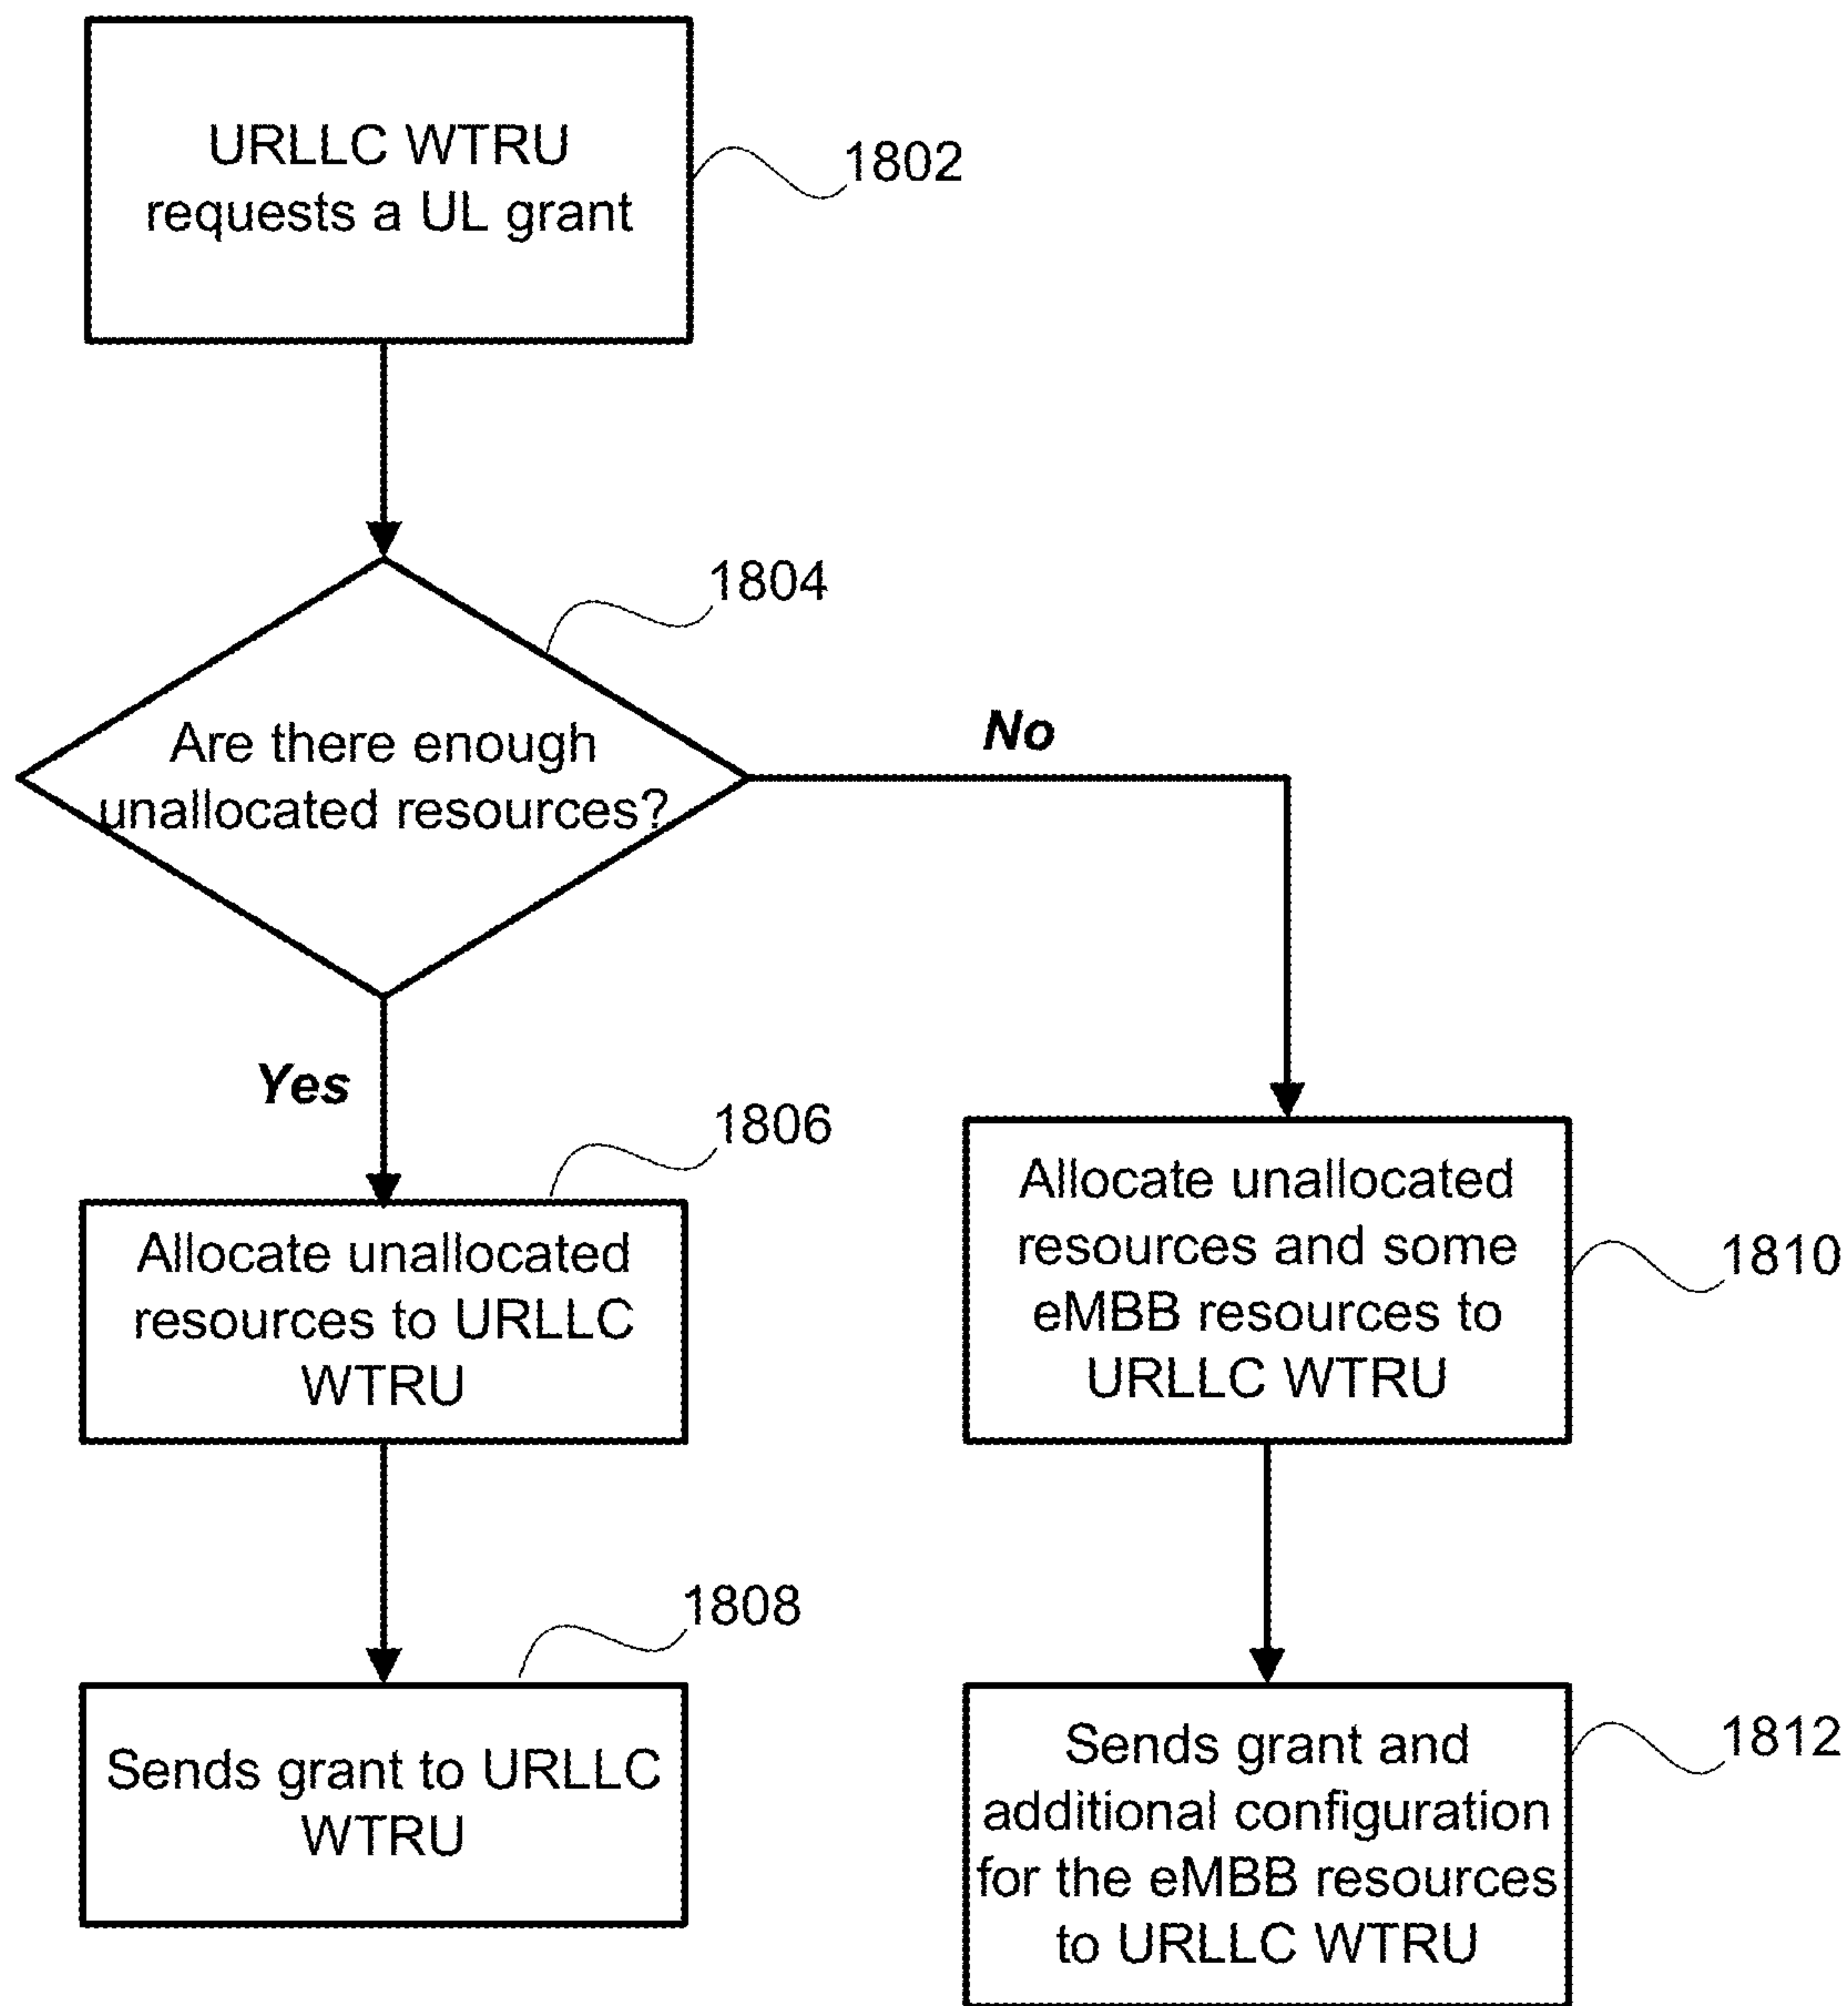 URLLC WTRU
requests a UL grant
1802
1804
Are there enough
unallocated resources?
No
Yes
1806
Allocate unallocated
resources to URLLC
WTRU
Allocate unallocated
resources and some
eMBB resources to
URLLC WTRU
1810
1808
Sends grant to URLLC
WTRU
Sends grant and
additional configuration
for the eMBB resources
to URLLC WTRU
1812